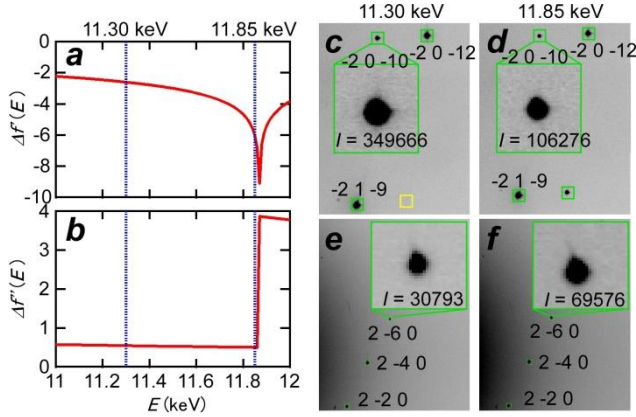 11.30 keV 11.85 keV
a
Δf'(E)
0
-2
-4
-6
-8
-10
b
Δf''(E)
4
3
2
1
0
11 11.2 11.4 11.6 11.8 12
E (keV)
11.30 keV
c
-2 0 -10
-2 0 -12
I = 349666
-2 1 -9
11.85 keV
d
-2 0 -10
-2 0 -12
I = 106276
-2 1 -9
e
I = 30793
2 -6 0
2 -4 0
2 -2 0
f
I = 69576
2 -6 0
2 -4 0
2 -2 0